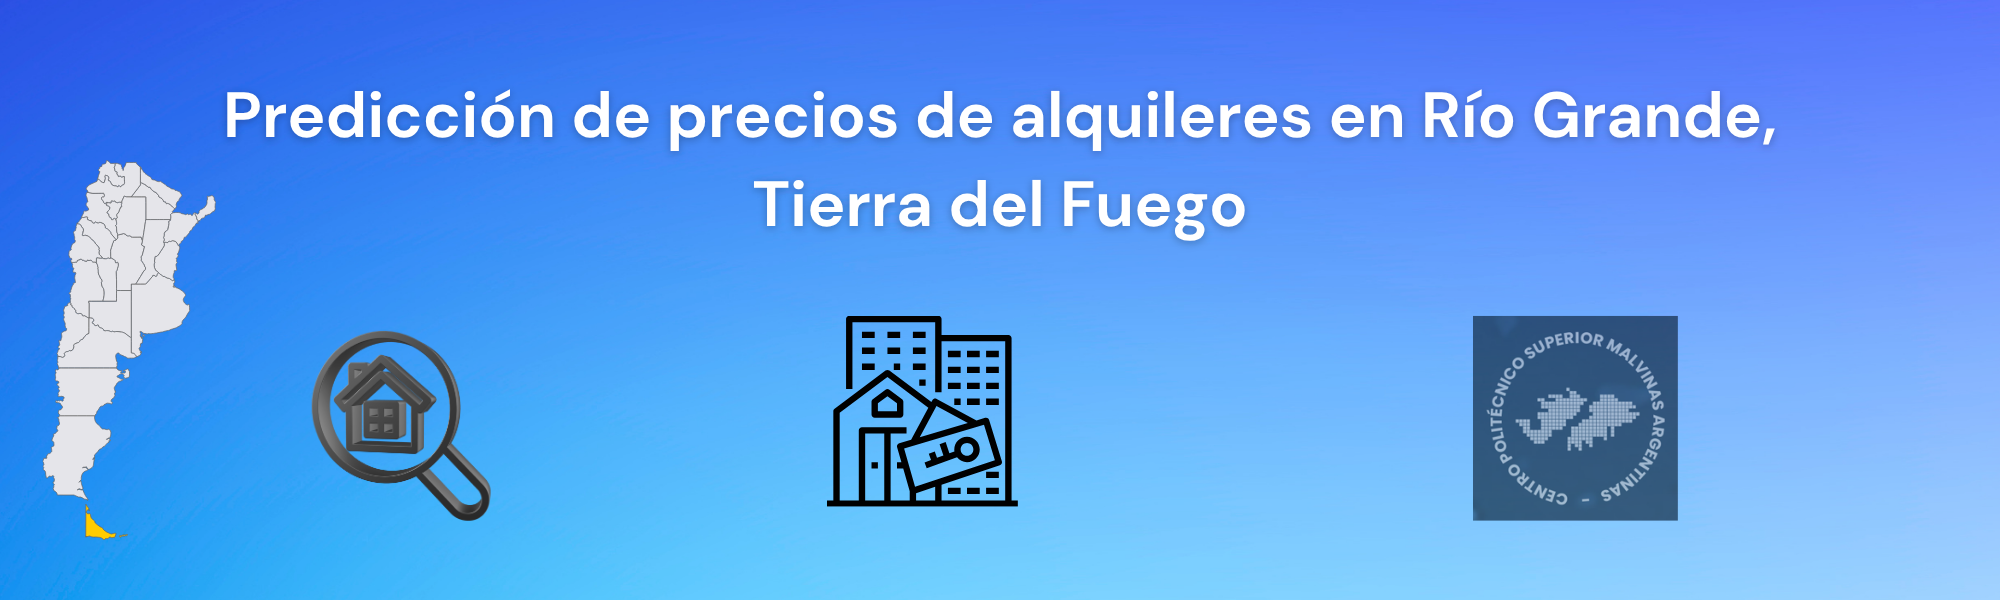 Predicción de precios de alquileres en Río Grande,
Tierra del Fuego
CENTRO POLITÉCNICO SUPERIOR MALVINAS ARGENTINAS -